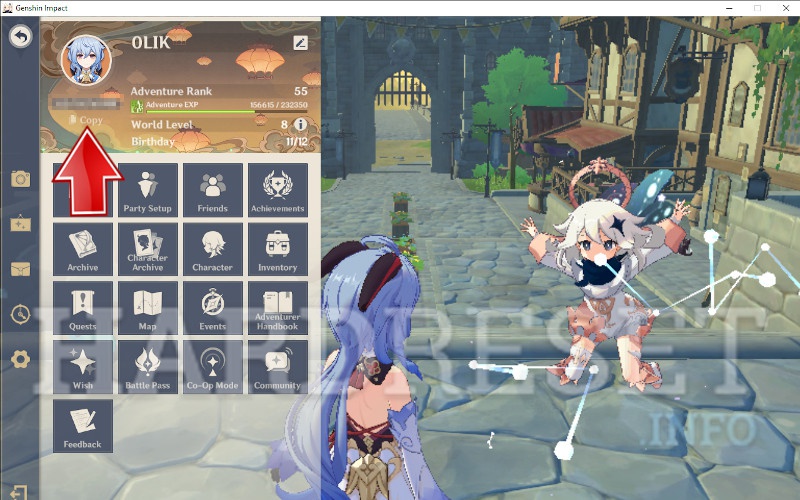 Genshin Impact
OLIK
Adventure Rank 55
Adventure EXP 156615 / 232350
Copy
World Level 8
Birthday 11/12
Party Setup Friends Achievements
Archive Character Archive Character Inventory
Quests Map Events Adventurer Handbook
Wish Battle Pass Co-Op Mode Community
Feedback
HARDRESET
.INFO